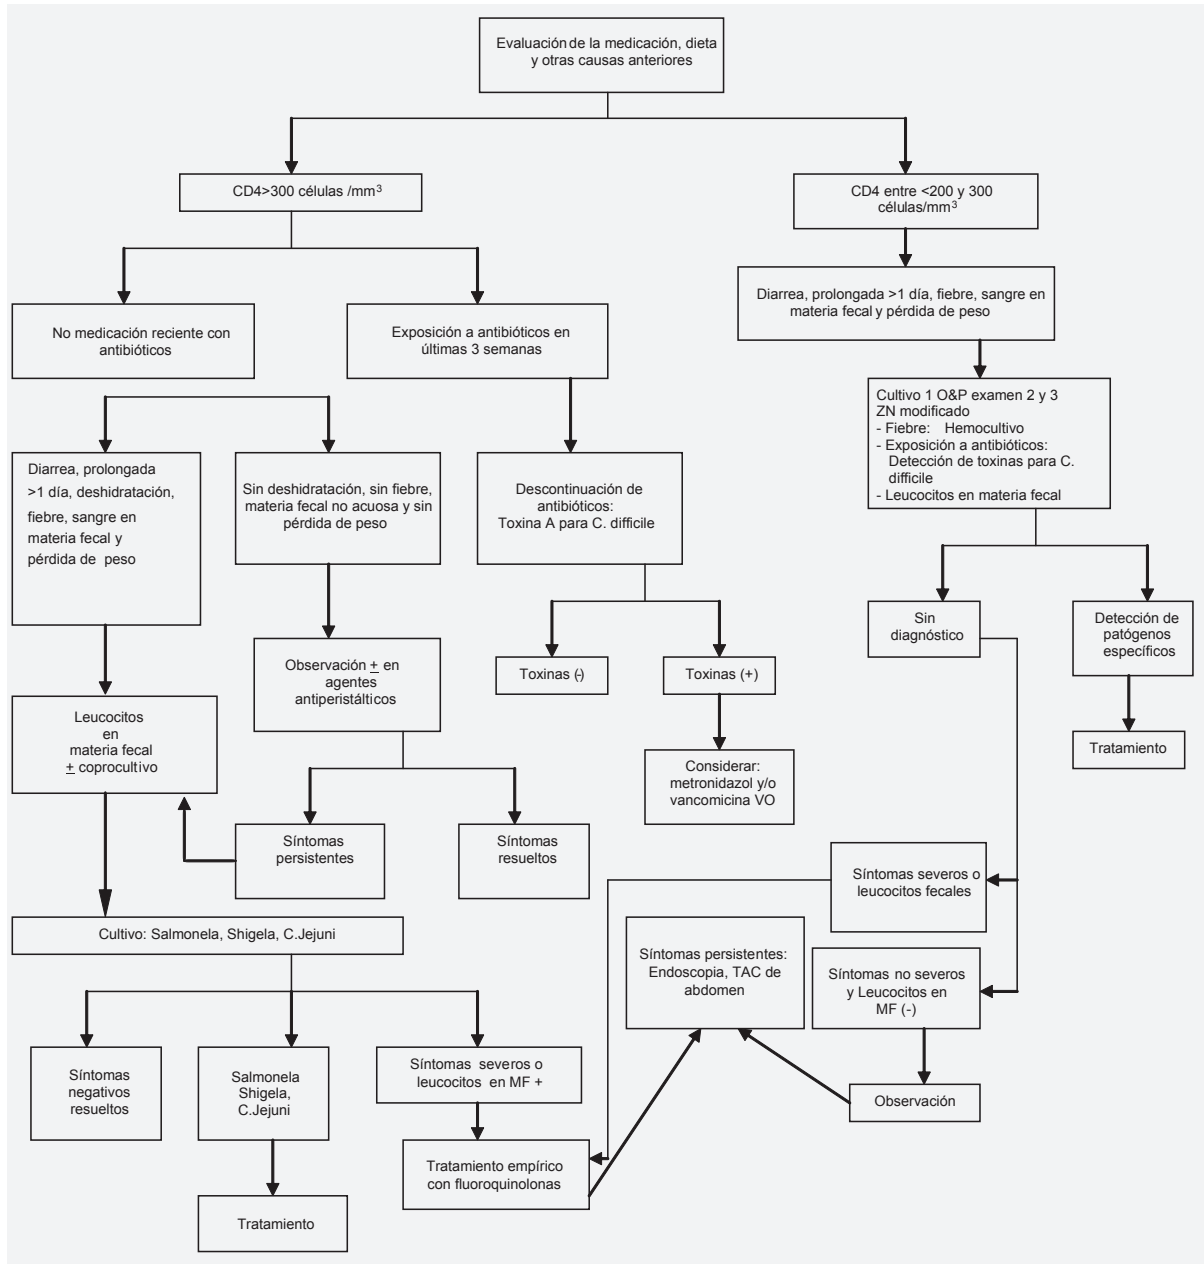 Evaluación de la medicación, dieta
y otras causas anteriores
CD4>300 células /mm³
CD4 entre <200 y 300
células/mm³
No medicación reciente con
antibióticos
Exposición a antibióticos en
últimas 3 semanas
Diarrea, prolongada >1 día, fiebre, sangre en
materia fecal y pérdida de peso
Diarrea, prolongada
>1 día, deshidratación,
fiebre, sangre en
materia fecal y
pérdida de peso
Sin deshidratación, sin fiebre,
materia fecal no acuosa y sin
pérdida de peso
Descontinuación de
antibióticos:
Toxina A para C. difficile
Cultivo 1 O&P examen 2 y 3
ZN modificado
- Fiebre: Hemocultivo
- Exposición a antibióticos:
Detección de toxinas para C.
difficile
- Leucocitos en materia fecal
Sin
diagnóstico
Detección de
patógenos
específicos
Observación ± en
agentes
antiperistálticos
Toxinas (-)
Toxinas (+)
Leucocitos
en
materia fecal
± coprocultivo
Tratamiento
Considerar:
metronidazol y/o
vancomicina VO
Síntomas
persistentes
Síntomas
resueltos
Síntomas severos o
leucocitos fecales
Cultivo: Salmonela, Shigela, C.Jejuni
Síntomas persistentes:
Endoscopia, TAC de
abdomen
Síntomas no severos
y Leucocitos en
MF (-)
Síntomas
negativos
resueltos
Salmonela
Shigela,
C.Jejuni
Síntomas severos o
leucocitos en MF +
Observación
Tratamiento empírico
con fluoroquinolonas
Tratamiento